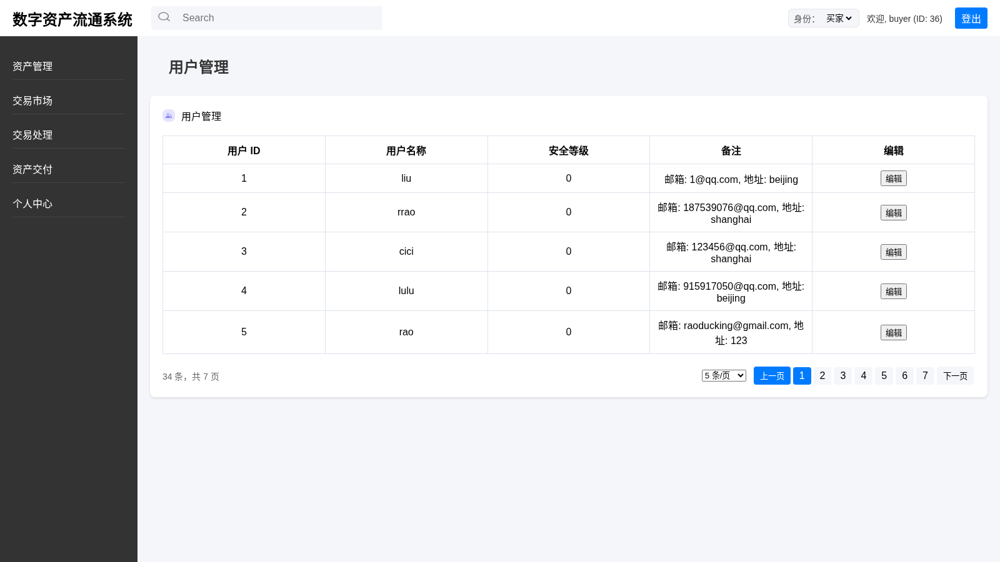 数字资产流通系统
Search
身份： 买家
欢迎, buyer (ID: 36)
登出
资产管理
交易市场
交易处理
资产交付
个人中心
用户管理
用户管理
用户 ID 用户名称 安全等级 备注 编辑
1 liu 0 邮箱: 1@qq.com, 地址: beijing 编辑
2 rrao 0 邮箱: 187539076@qq.com, 地址:
shanghai 编辑
3 cici 0 邮箱: 123456@qq.com, 地址:
shanghai 编辑
4 lulu 0 邮箱: 915917050@qq.com, 地址:
beijing 编辑
5 rao 0 邮箱: raoducking@gmail.com, 地
址: 123 编辑
34 条，共 7 页
5 条/页 上一页 1 2 3 4 5 6 7 下一页